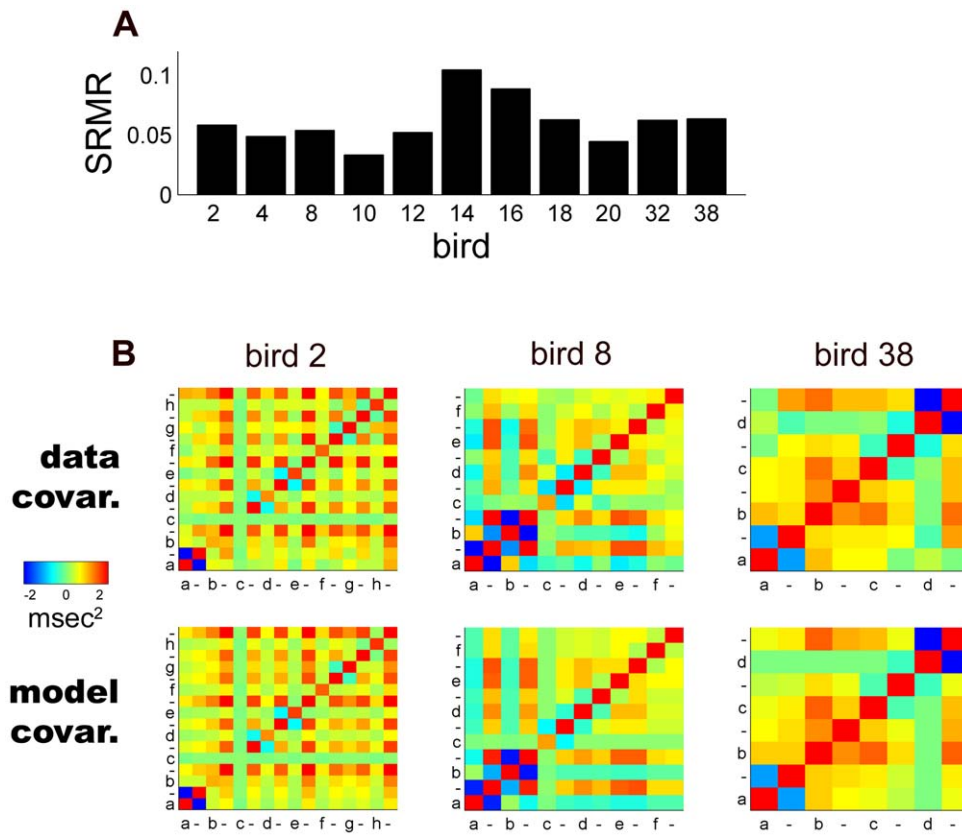 A
SRMR
0.1
0.05
0
2 4 8 10 12 14 16 18 20 32 38
bird
B
bird 2
bird 8
bird 38
data
covar.
-
h
-
g
-
f
-
e
-
d
-
c
-
b
-
a
a - b - c - d - e - f - g - h -
-
f
-
e
-
d
-
c
-
b
-
a
a - b - c - d - e - f -
-
d
-
c
-
b
-
a
a - b - c - d -
-2 0 2
msec²
model
covar.
-
h
-
g
-
f
-
e
-
d
-
c
-
b
-
a
a - b - c - d - e - f - g - h -
-
f
-
e
-
d
-
c
-
b
-
a
a - b - c - d - e - f -
-
d
-
c
-
b
-
a
a - b - c - d -